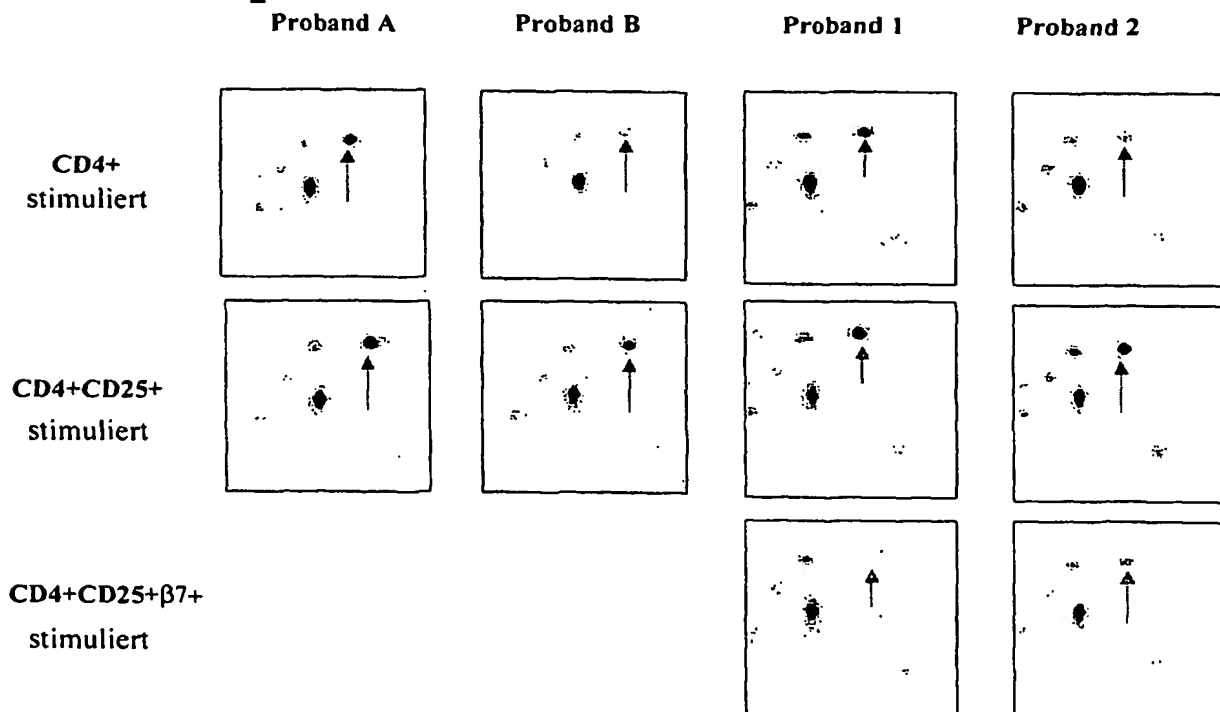 Proband A
Proband B
Proband 1
Proband 2
CD4+
stimuliert
CD4+CD25+
stimuliert
CD4+CD25+β7+
stimuliert